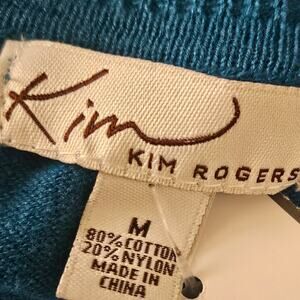 Kim
KIM ROGERS
M
80% COTTON
20% NYLON
MADE IN
CHINA